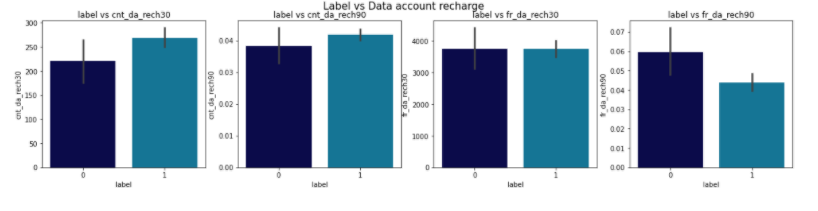 Label vs Data account recharge
label vs cnt_da_rech30
label vs cnt_da_rech90
label vs fr_da_rech30
label vs fr_da_rech90
cnt_da_rech30
300
250
200
150
100
50
0
0
1
label
cnt_da_rech90
0.04
0.03
0.02
0.01
0.00
0
1
label
fr_da_rech30
4000
3000
2000
1000
0
0
1
label
fr_da_rech90
0.07
0.06
0.05
0.04
0.03
0.02
0.01
0.00
0
1
label